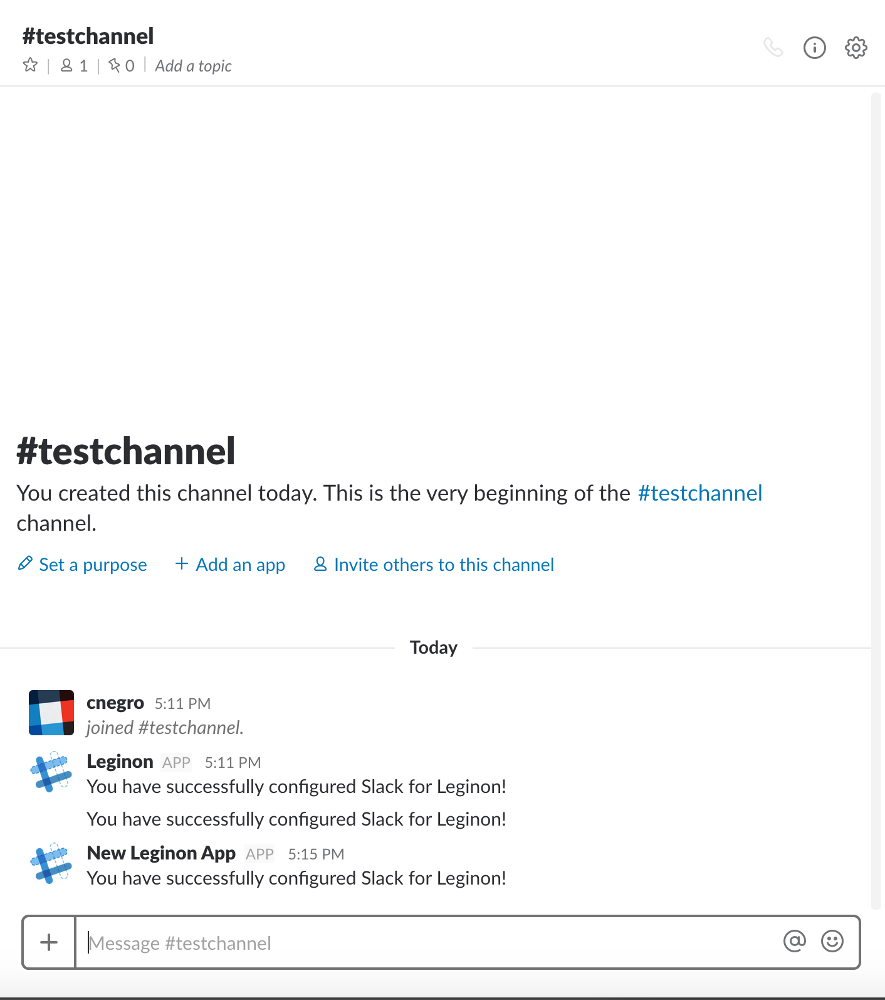 #testchannel
1 | 0 | Add a topic
#testchannel
You created this channel today. This is the very beginning of the #testchannel
channel.
Set a purpose + Add an app Invite others to this channel
Today
cnegro 5:11 PM
joined #testchannel.
Leginon APP 5:11 PM
You have successfully configured Slack for Leginon!
You have successfully configured Slack for Leginon!
New Leginon App APP 5:15 PM
You have successfully configured Slack for Leginon!
+ Message #testchannel @